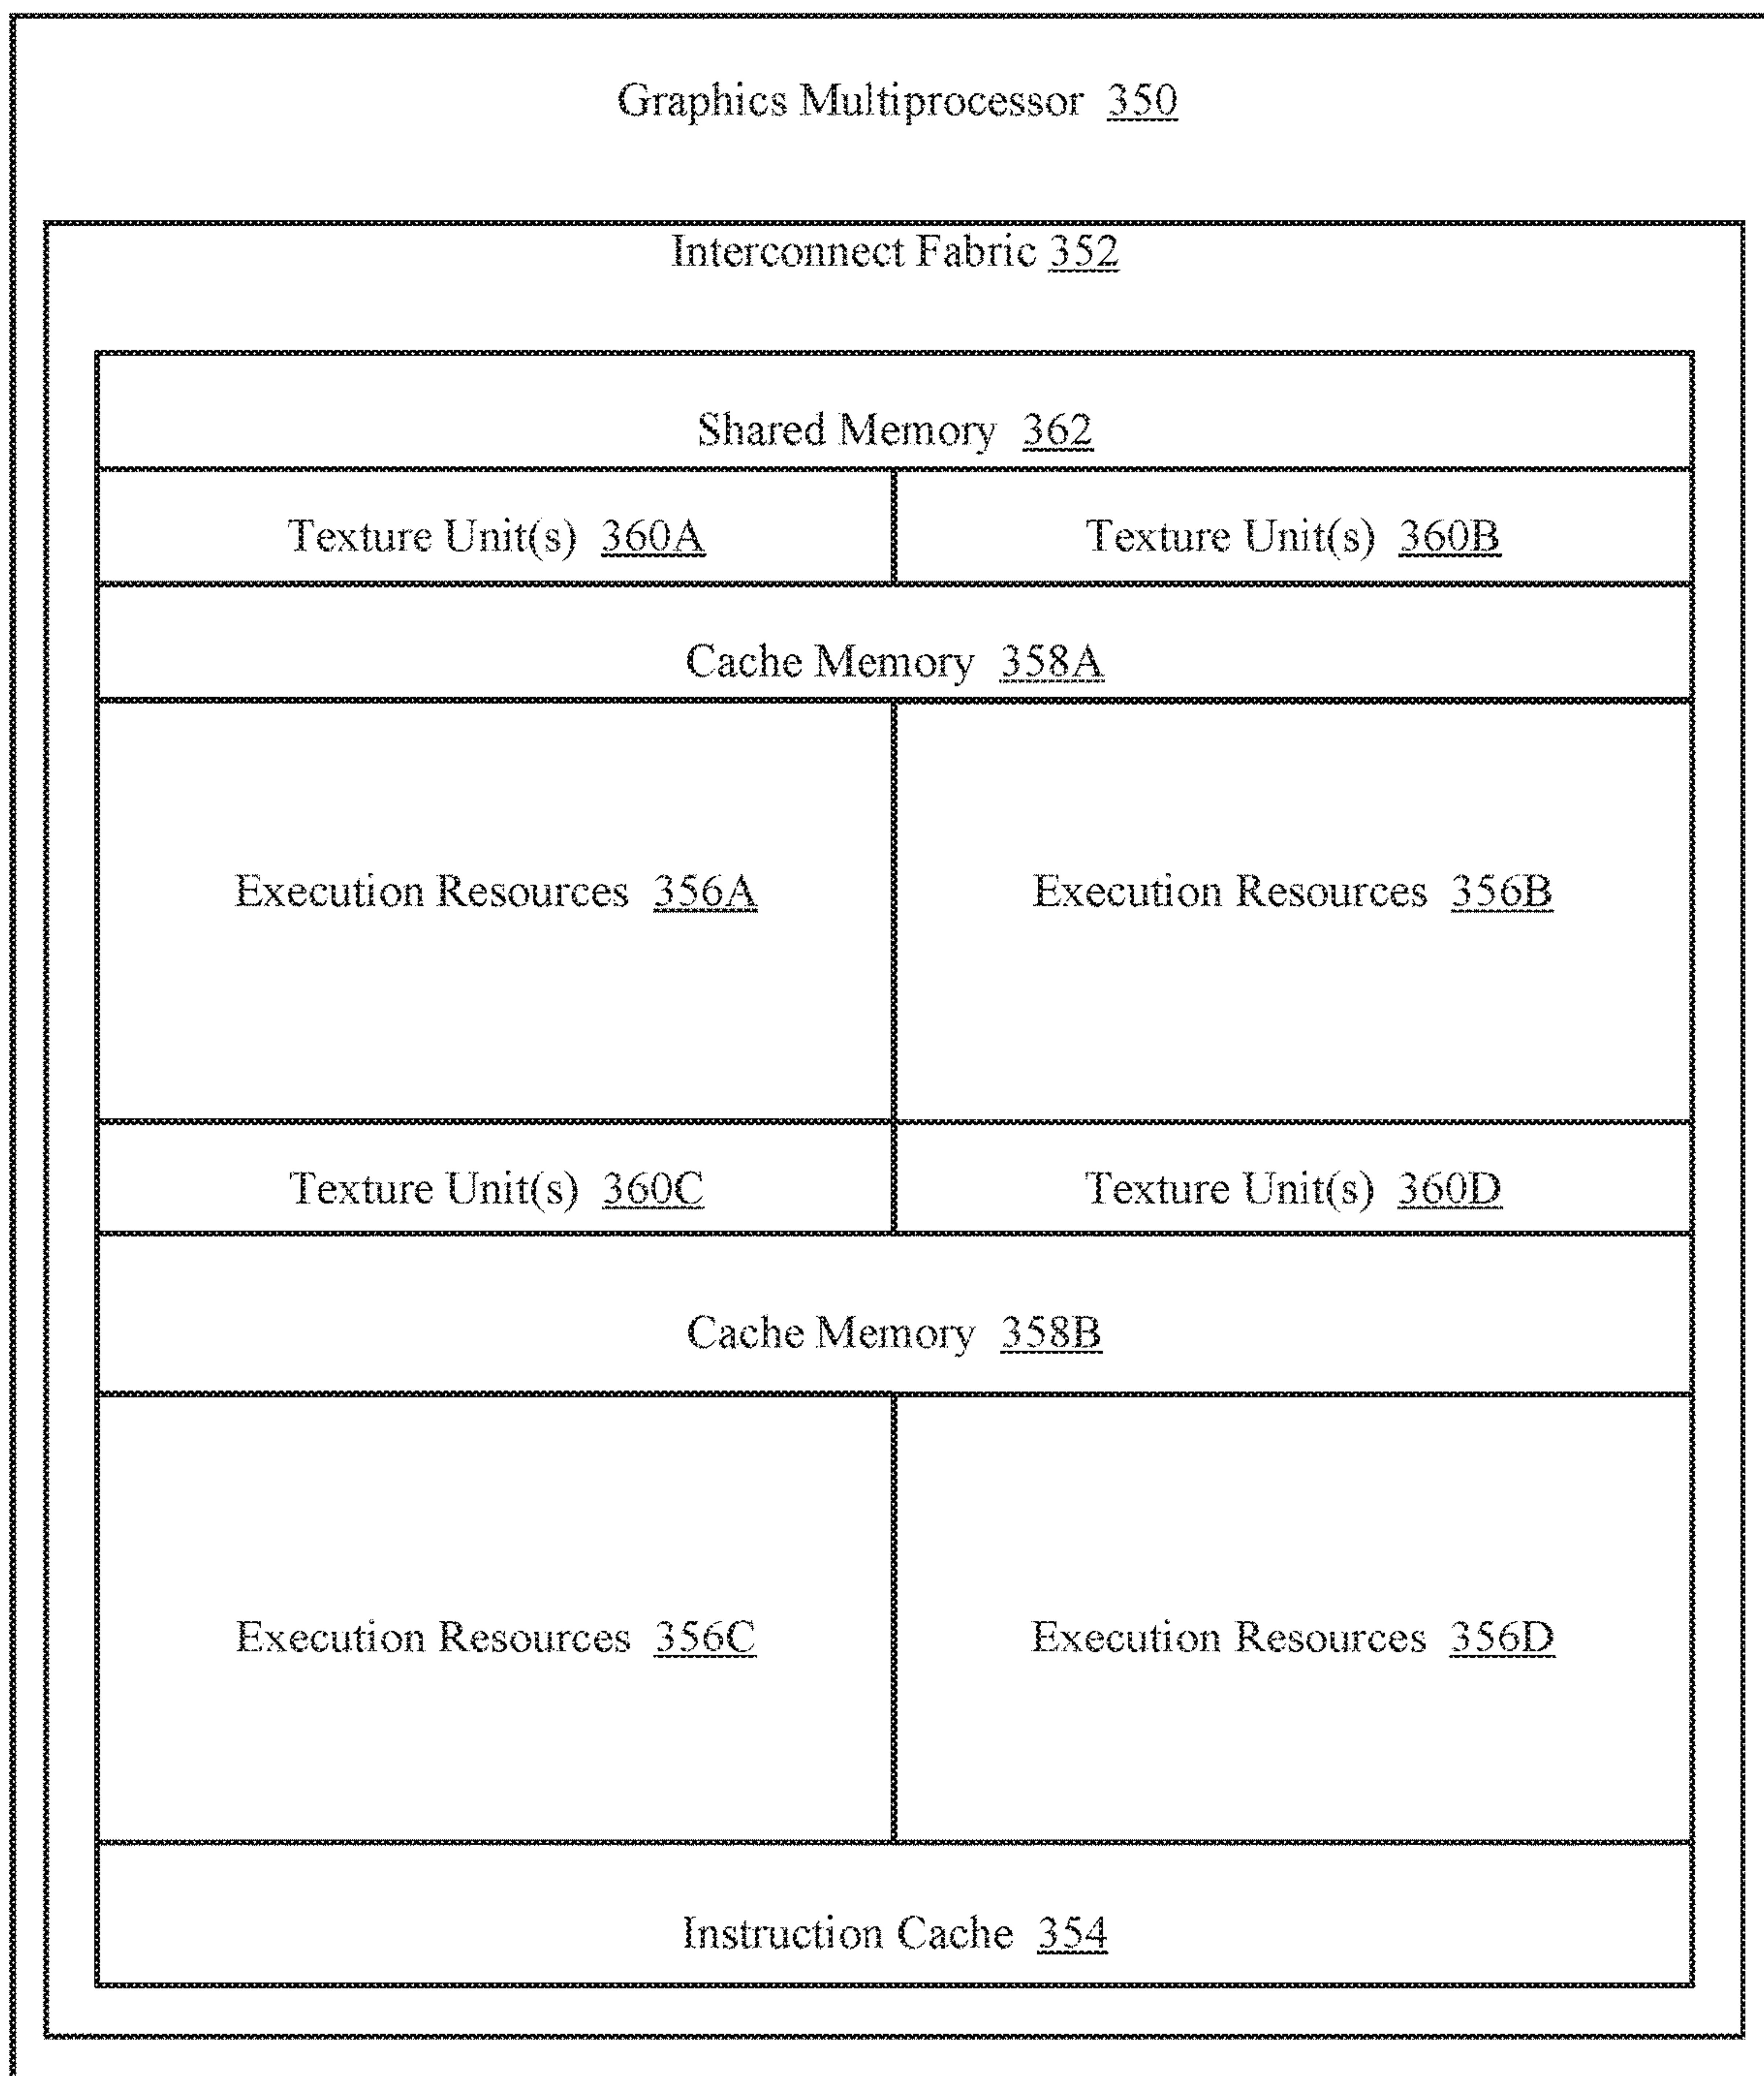 Graphics Multiprocessor 350
Interconnect Fabric 352
Shared Memory 362
Texture Unit(s) 360A
Texture Unit(s) 360B
Cache Memory 358A
Execution Resources 356A
Execution Resources 356B
Texture Unit(s) 360C
Texture Unit(s) 360D
Cache Memory 358B
Execution Resources 356C
Execution Resources 356D
Instruction Cache 354